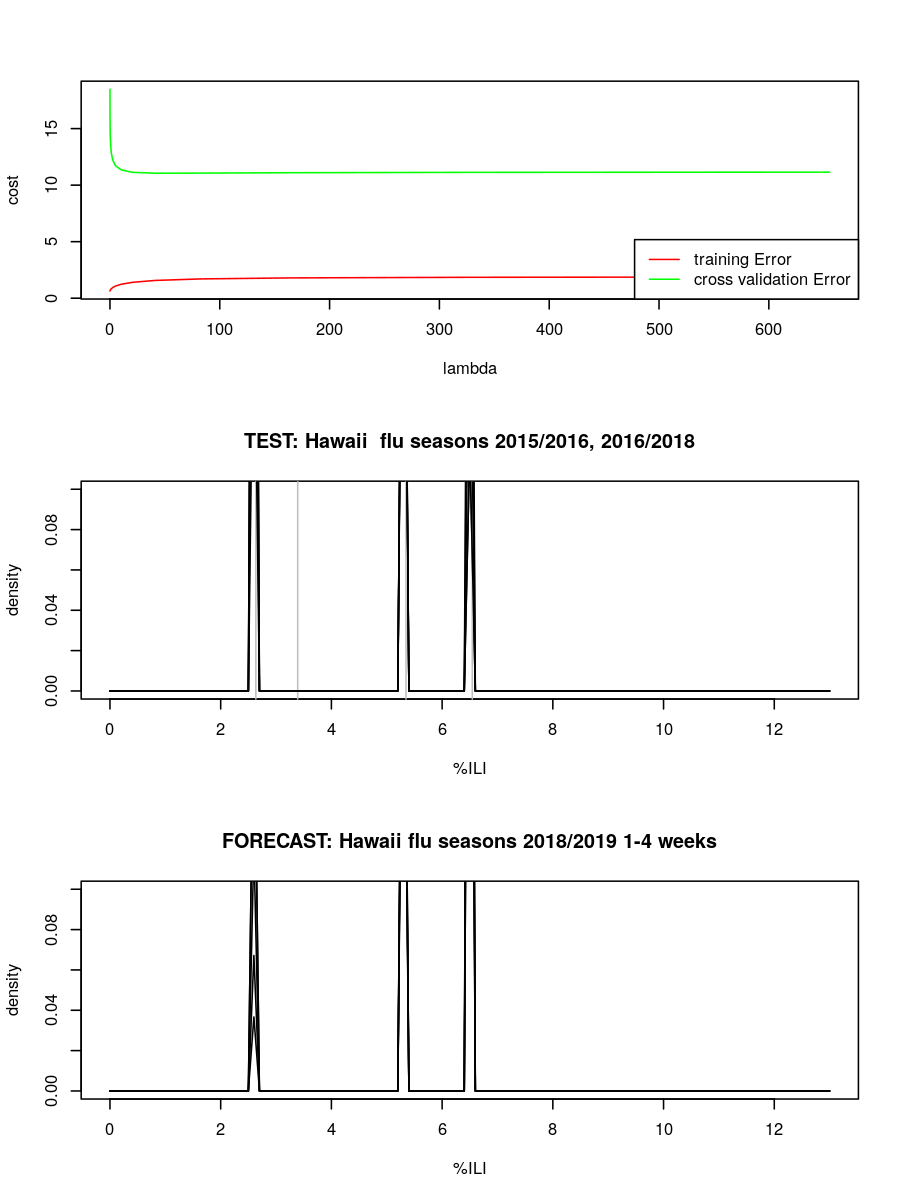 cost
15
10
5
0
0 100 200 300 400 500 600
training Error
cross validation Error
lambda
TEST: Hawaii  flu seasons 2015/2016, 2016/2018
density
0.08
0.04
0.00
0 2 4 6 8 10 12
%ILI
FORECAST: Hawaii flu seasons 2018/2019 1-4 weeks
density
0.08
0.04
0.00
0 2 4 6 8 10 12
%ILI